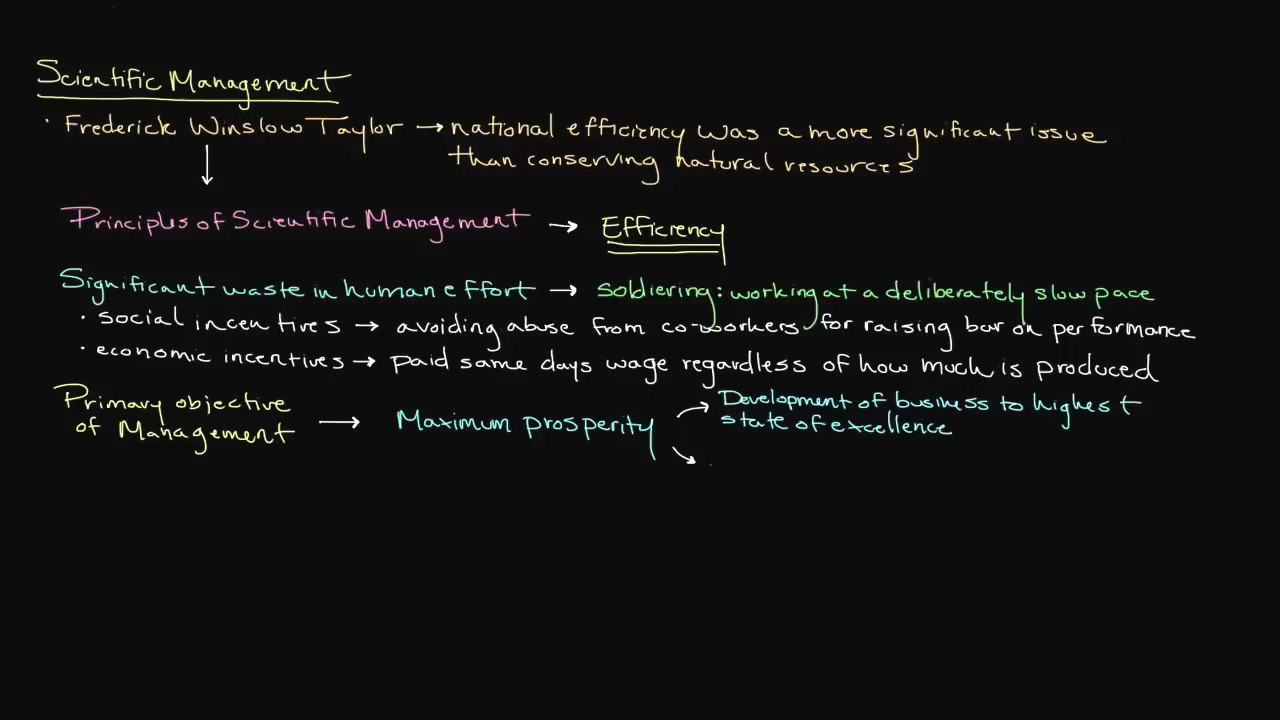 Scientific Management
· Frederick Winslow Taylor → national efficiency was a more significant issue
than conserving natural resources
Principles of Scientific Management → Efficiency
Significant waste in human effort → soldiering: working at a deliberately slow pace
· social incentives → avoiding abuse from co-workers for raising bar on performance
· economic incentives → paid same days wage regardless of how much is produced
Primary objective
of Management → Maximum prosperity
Development of business to highest
state of excellence